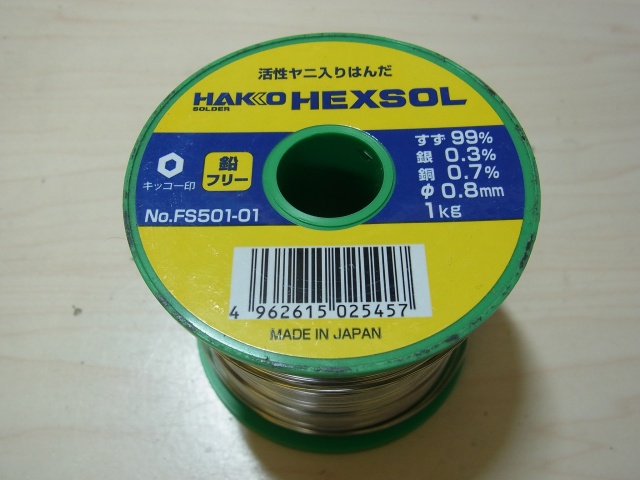 活性ヤニ入りはんだ
HAKKO HEXSOL
SOLDER
すず 99%
銀 0.3%
銅 0.7%
φ 0.8mm
1kg
鉛
フリー
キッコー印
No.FS501-01
4 962615 025457
MADE IN JAPAN